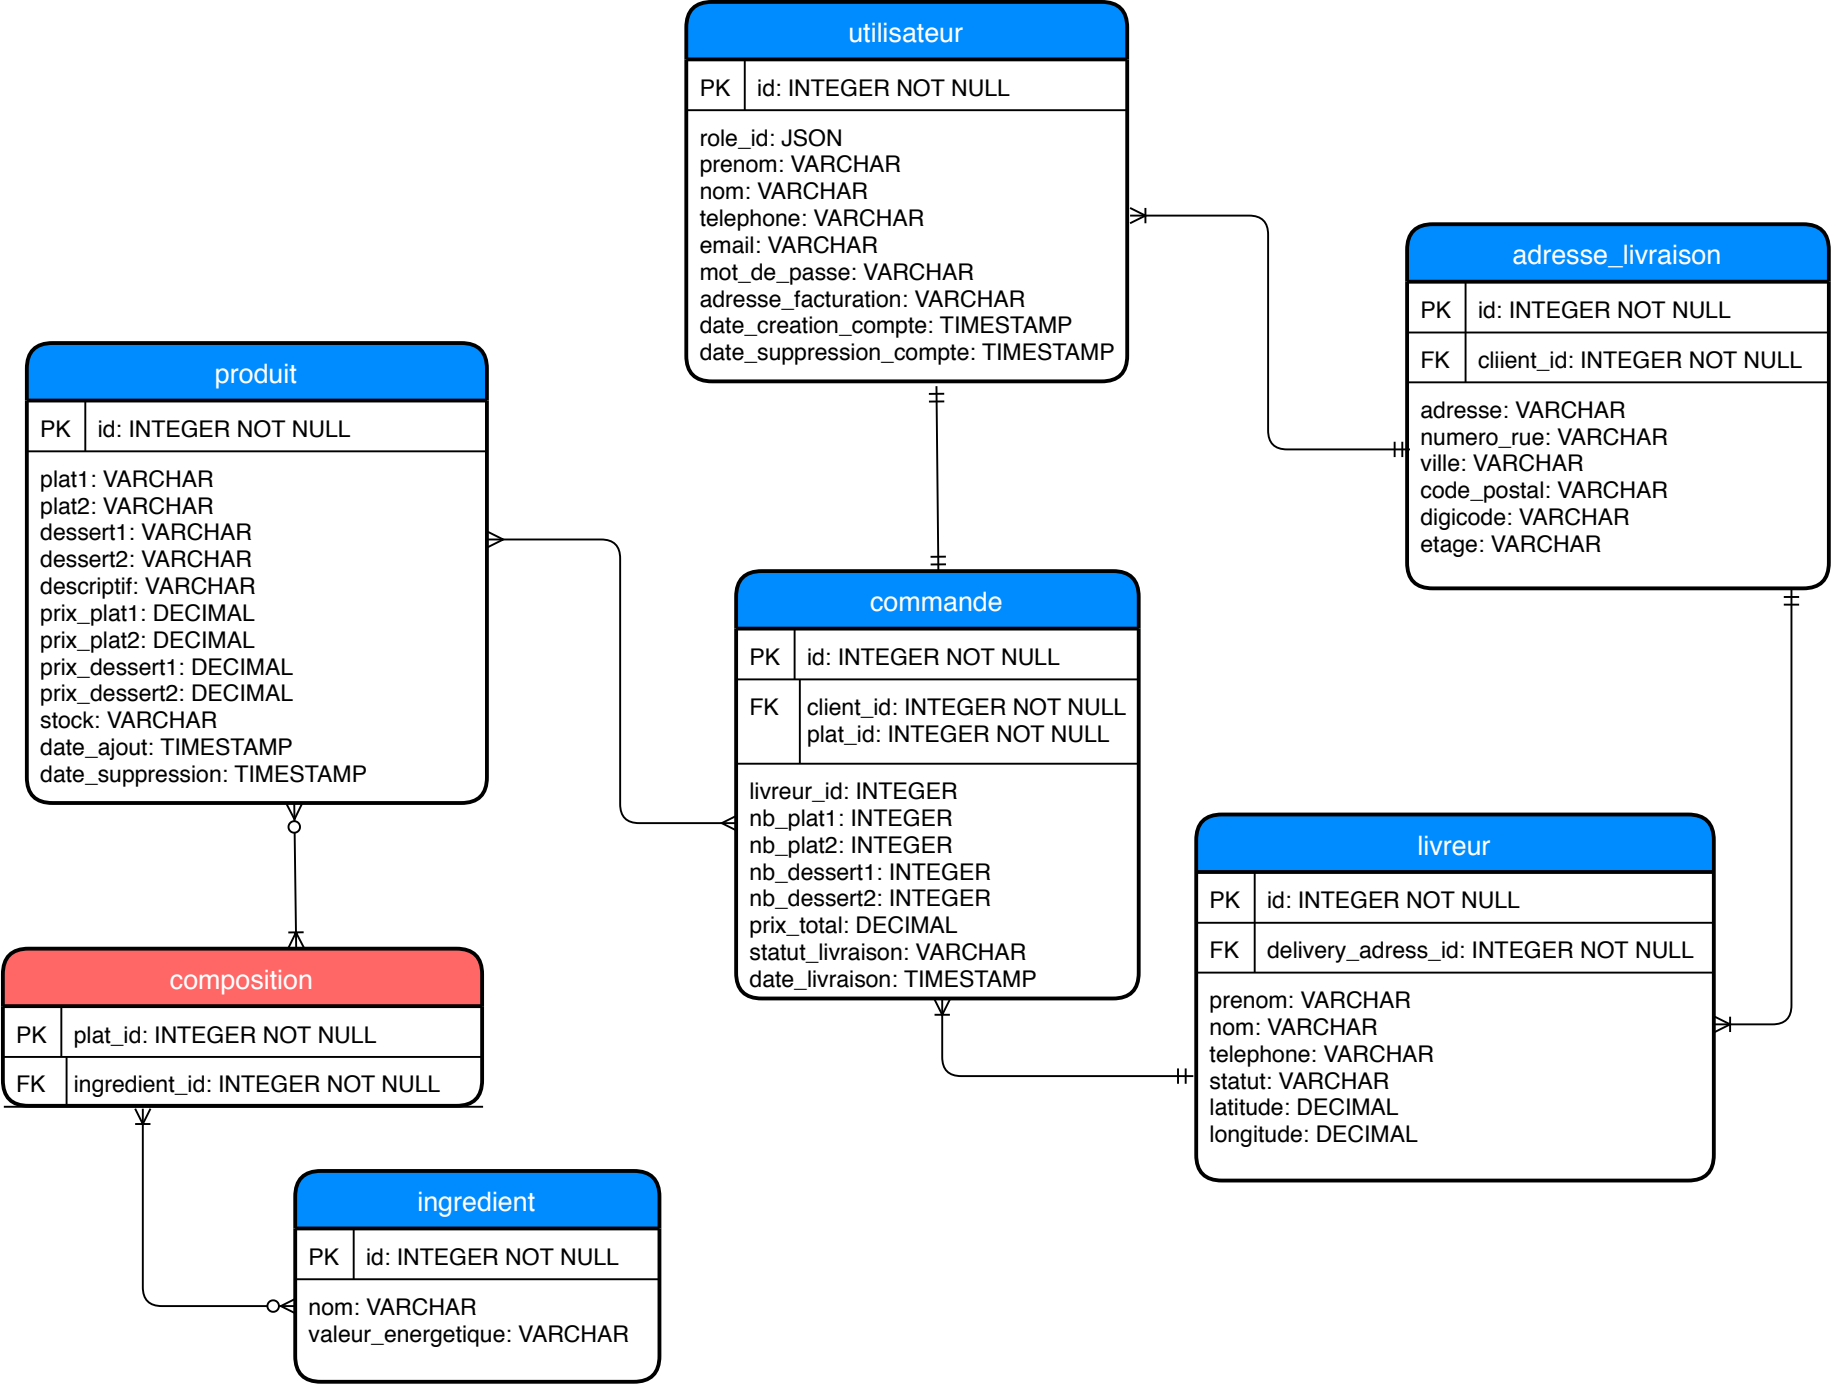 utilisateur
PK id: INTEGER NOT NULL
role_id: JSON
prenom: VARCHAR
nom: VARCHAR
telephone: VARCHAR
email: VARCHAR
mot_de_passe: VARCHAR
adresse_facturation: VARCHAR
date_creation_compte: TIMESTAMP
date_suppression_compte: TIMESTAMP
adresse_livraison
PK id: INTEGER NOT NULL
FK cliient_id: INTEGER NOT NULL
adresse: VARCHAR
numero_rue: VARCHAR
ville: VARCHAR
code_postal: VARCHAR
digicode: VARCHAR
etage: VARCHAR
produit
PK id: INTEGER NOT NULL
plat1: VARCHAR
plat2: VARCHAR
dessert1: VARCHAR
dessert2: VARCHAR
descriptif: VARCHAR
prix_plat1: DECIMAL
prix_plat2: DECIMAL
prix_dessert1: DECIMAL
prix_dessert2: DECIMAL
stock: VARCHAR
date_ajout: TIMESTAMP
date_suppression: TIMESTAMP
commande
PK id: INTEGER NOT NULL
FK client_id: INTEGER NOT NULL
plat_id: INTEGER NOT NULL
livreur_id: INTEGER
nb_plat1: INTEGER
nb_plat2: INTEGER
nb_dessert1: INTEGER
nb_dessert2: INTEGER
prix_total: DECIMAL
statut_livraison: VARCHAR
date_livraison: TIMESTAMP
livreur
PK id: INTEGER NOT NULL
FK delivery_adress_id: INTEGER NOT NULL
prenom: VARCHAR
nom: VARCHAR
telephone: VARCHAR
statut: VARCHAR
latitude: DECIMAL
longitude: DECIMAL
composition
PK plat_id: INTEGER NOT NULL
FK ingredient_id: INTEGER NOT NULL
ingredient
PK id: INTEGER NOT NULL
nom: VARCHAR
valeur_energetique: VARCHAR